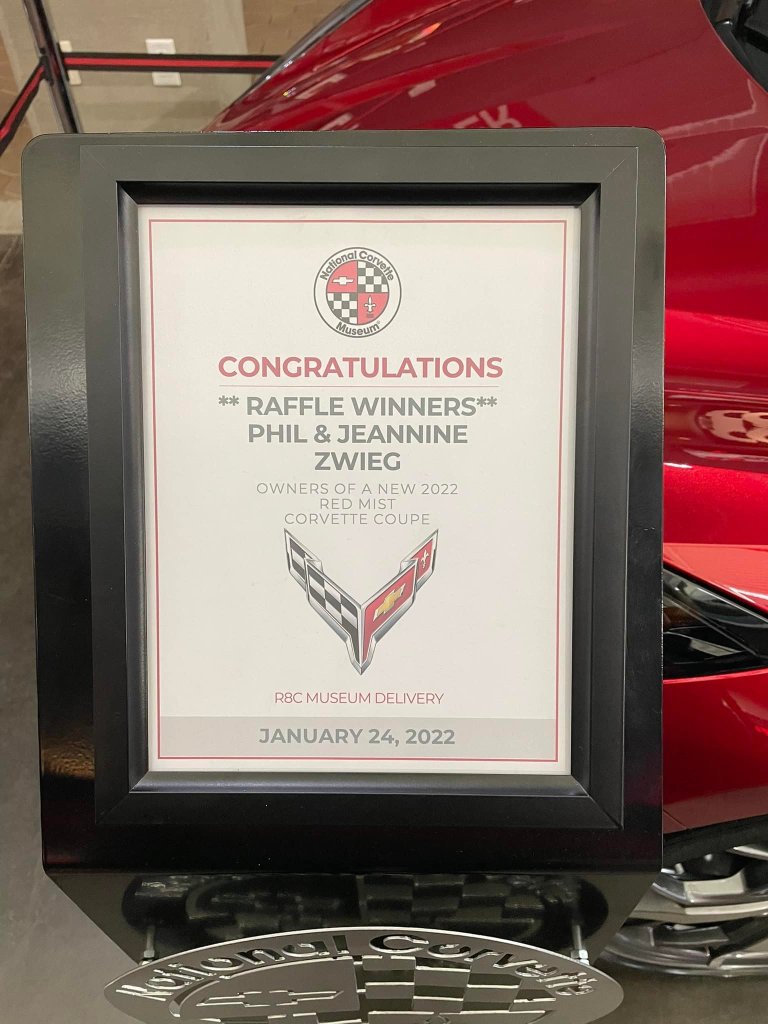 National Corvette
Museum
CONGRATULATIONS
** RAFFLE WINNERS**
PHIL & JEANNINE
ZWIEG
OWNERS OF A NEW 2022
RED MIST
CORVETTE COUPE
R8C MUSEUM DELIVERY
JANUARY 24, 2022
National Corvette